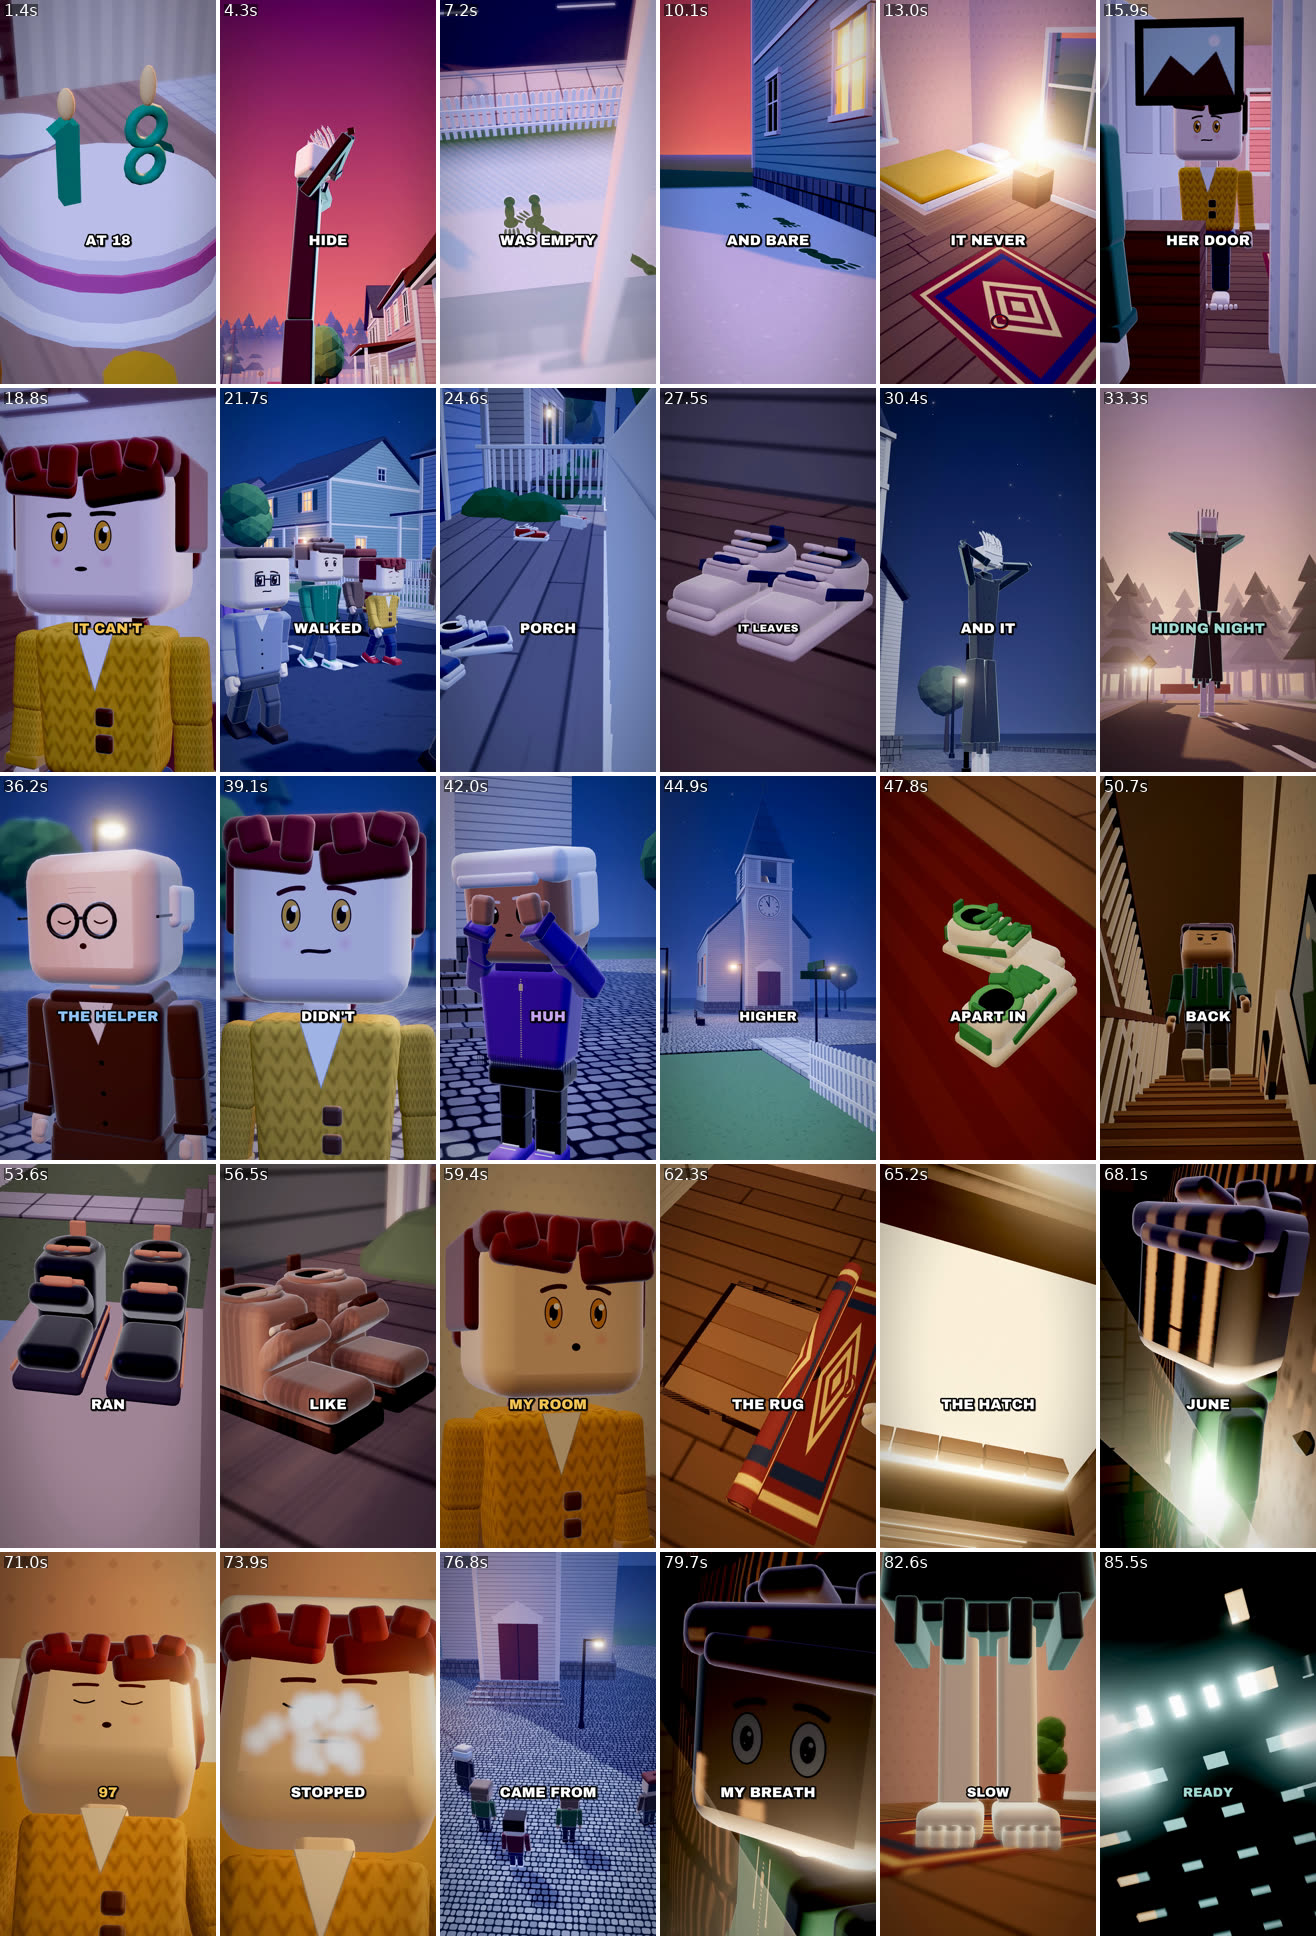 1.4s
4.3s
7.2s
10.1s
13.0s
15.9s
18
AT 18
HIDE
WAS EMPTY
AND BARE
IT NEVER
HER DOOR
18.8s
21.7s
24.6s
27.5s
30.4s
33.3s
IT CAN'T
WALKED
PORCH
IT LEAVES
AND IT
HIDING NIGHT
36.2s
39.1s
42.0s
44.9s
47.8s
50.7s
THE HELPER
DIDN'T
HUH
HIGHER
APART IN
BACK
53.6s
56.5s
59.4s
62.3s
65.2s
68.1s
RAN
LIKE
MY ROOM
THE RUG
THE HATCH
JUNE
71.0s
73.9s
76.8s
79.7s
82.6s
85.5s
97
STOPPED
CAME FROM
MY BREATH
SLOW
READY